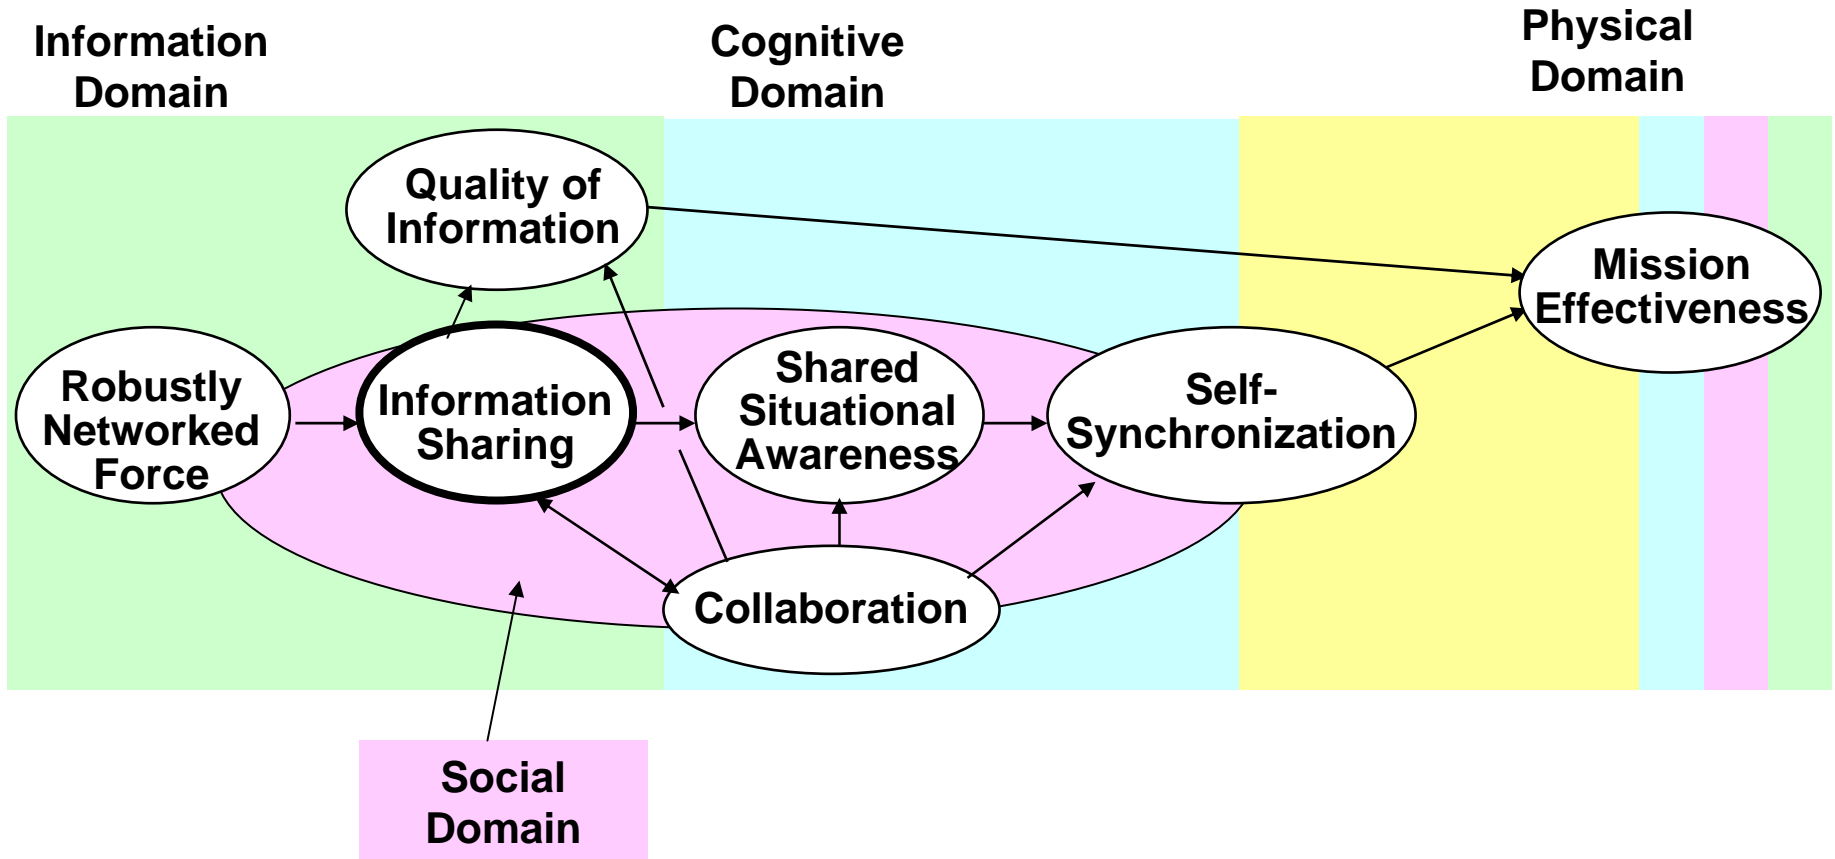 Information
Domain
Cognitive
Domain
Physical
Domain
Quality of
Information
Mission
Effectiveness
Robustly
Networked
Force
Information
Sharing
Shared
Situational
Awareness
Self-
Synchronization
Collaboration
Social
Domain